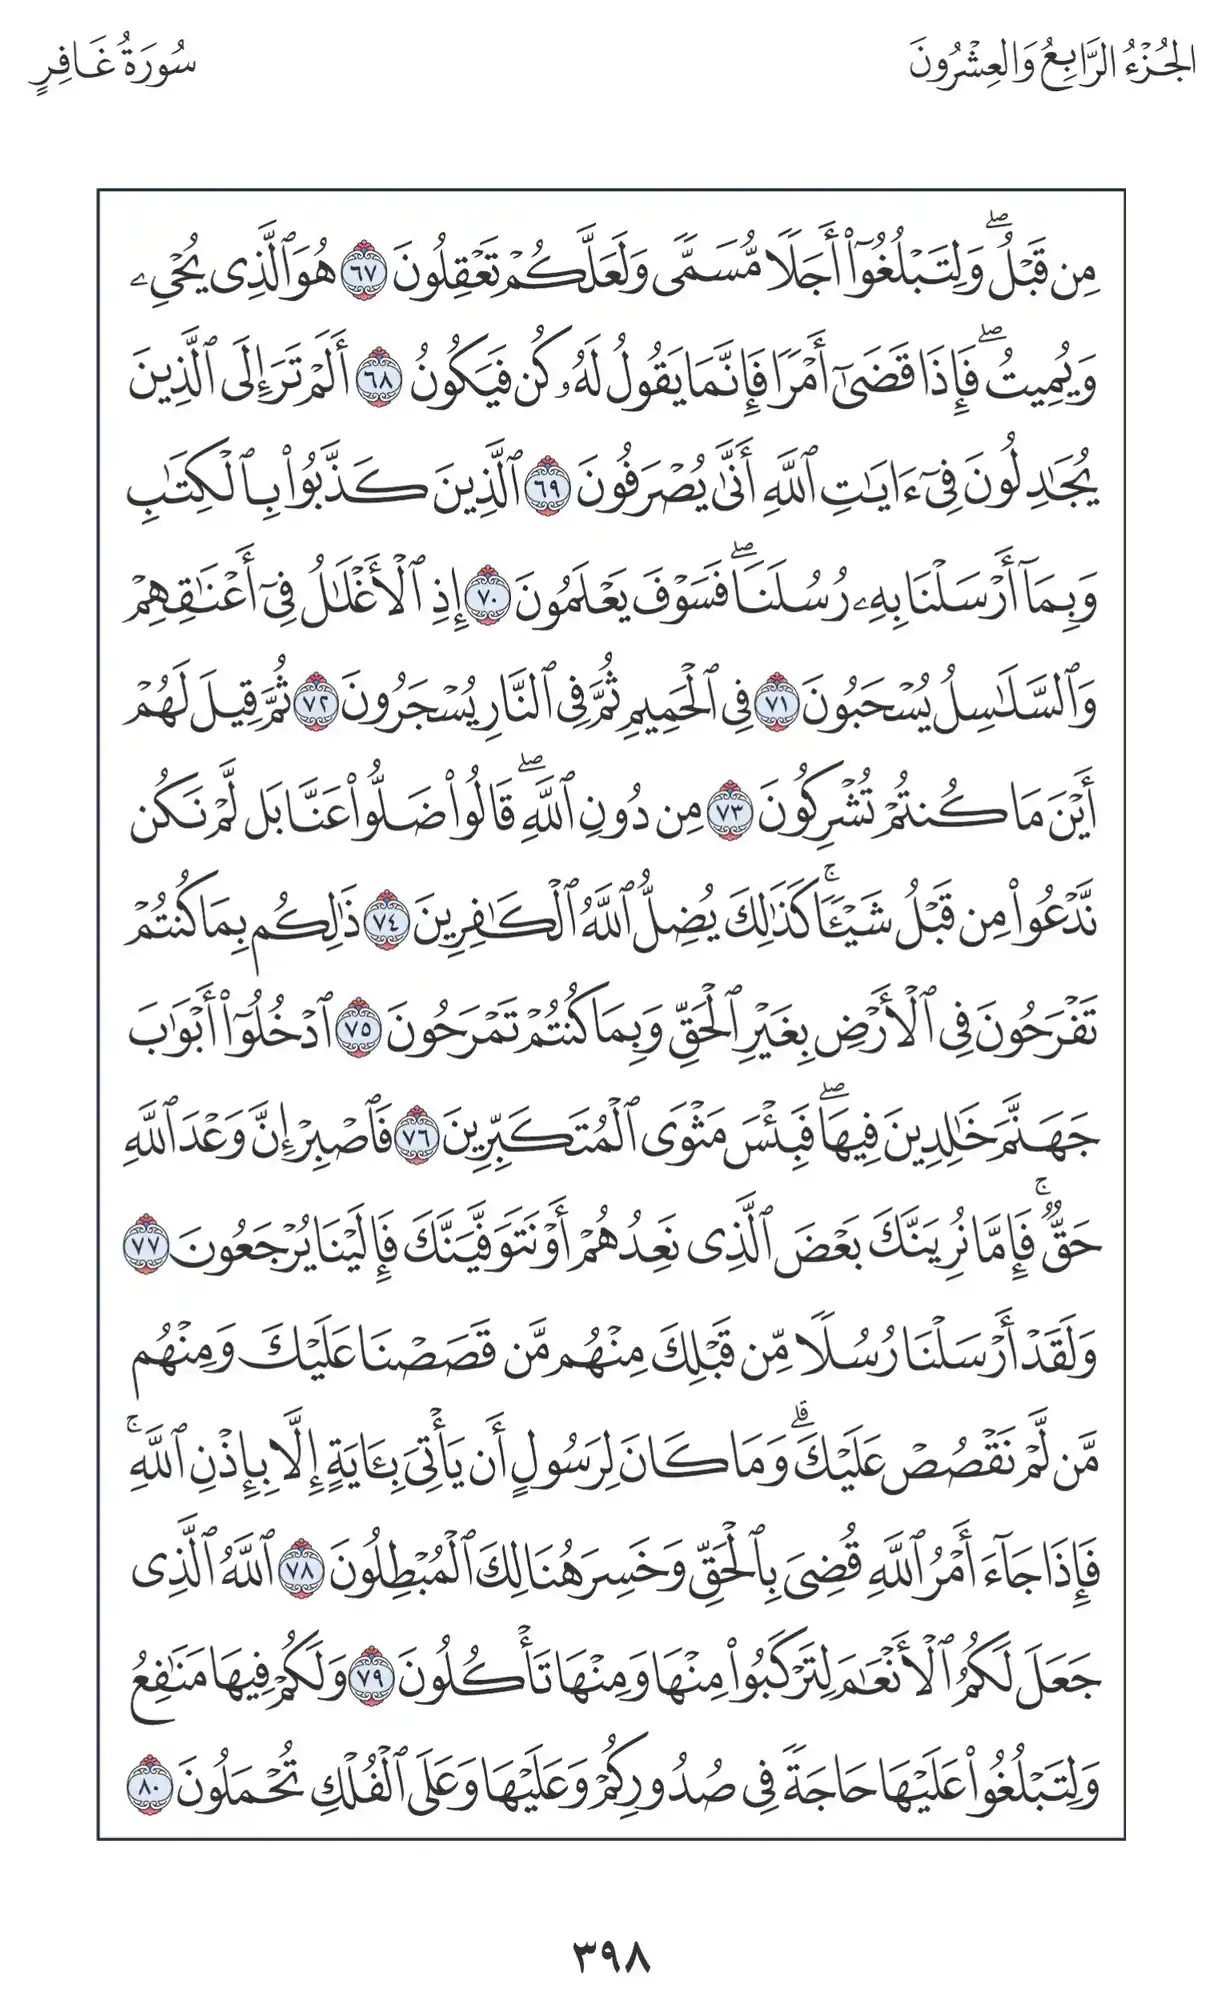 الجُزْءُ الرَّابِعُ وَالعِشْرُونَ
سُورَةُ غَافِرٍ
مِن قَبْلُۖ وَلِتَبْلُغُوٓاْ أَجَلٗا مُّسَمّٗى وَلَعَلَّكُمْ تَعْقِلُونَ ٦٧ هُوَ ٱلَّذِي يُحْيِۦ
وَيُمِيتُۖ فَإِذَا قَضَىٰٓ أَمْرٗا فَإِنَّمَا يَقُولُ لَهُۥ كُن فَيَكُونُ ٦٨ أَلَمْ تَرَ إِلَى ٱلَّذِينَ
يُجَٰدِلُونَ فِيٓ ءَايَٰتِ ٱللَّهِ أَنَّىٰ يُصْرَفُونَ ٦٩ ٱلَّذِينَ كَذَّبُواْ بِٱلْكِتَٰبِ
وَبِمَآ أَرْسَلْنَا بِهِۦ رُسُلَنَاۖ فَسَوْفَ يَعْلَمُونَ ٧٠ إِذِ ٱلْأَغْلَٰلُ فِيٓ أَعْنَٰقِهِمْ
وَٱلسَّلَٰسِلُ يُسْحَبُونَ ٧١ فِي ٱلْحَمِيمِ ثُمَّ فِي ٱلنَّارِ يُسْجَرُونَ ٧٢ ثُمَّ قِيلَ لَهُمْ
أَيْنَ مَا كُنتُمْ تُشْرِكُونَ ٧٣ مِن دُونِ ٱللَّهِۖ قَالُواْ ضَلُّواْ عَنَّا بَل لَّمْ نَكُن
نَّدْعُواْ مِن قَبْلُ شَيْـٔٗاۚ كَذَٰلِكَ يُضِلُّ ٱللَّهُ ٱلْكَٰفِرِينَ ٧٤ ذَٰلِكُم بِمَا كُنتُمْ
تَفْرَحُونَ فِي ٱلْأَرْضِ بِغَيْرِ ٱلْحَقِّ وَبِمَا كُنتُمْ تَمْرَحُونَ ٧٥ ٱدْخُلُوٓاْ أَبْوَٰبَ
جَهَنَّمَ خَٰلِدِينَ فِيهَاۖ فَبِئْسَ مَثْوَى ٱلْمُتَكَبِّرِينَ ٧٦ فَٱصْبِرْ إِنَّ وَعْدَ ٱللَّهِ
حَقّٞۚ فَإِمَّا نُرِيَنَّكَ بَعْضَ ٱلَّذِي نَعِدُهُمْ أَوْ نَتَوَفَّيَنَّكَ فَإِلَيْنَا يُرْجَعُونَ ٧٧
وَلَقَدْ أَرْسَلْنَا رُسُلٗا مِّن قَبْلِكَ مِنْهُم مَّن قَصَصْنَا عَلَيْكَ وَمِنْهُم
مَّن لَّمْ نَقْصُصْ عَلَيْكَۗ وَمَا كَانَ لِرَسُولٍ أَن يَأْتِيَ بِـَٔايَةٍ إِلَّا بِإِذْنِ ٱللَّهِۚ
فَإِذَا جَآءَ أَمْرُ ٱللَّهِ قُضِيَ بِٱلْحَقِّ وَخَسِرَ هُنَالِكَ ٱلْمُبْطِلُونَ ٧٨ ٱللَّهُ ٱلَّذِي
جَعَلَ لَكُمُ ٱلْأَنْعَٰمَ لِتَرْكَبُواْ مِنْهَا وَمِنْهَا تَأْكُلُونَ ٧٩ وَلَكُمْ فِيهَا مَنَٰفِعُ
وَلِتَبْلُغُواْ عَلَيْهَا حَاجَةٗ فِي صُدُورِكُمْ وَعَلَيْهَا وَعَلَى ٱلْفُلْكِ تُحْمَلُونَ ٨٠
٣٩٨